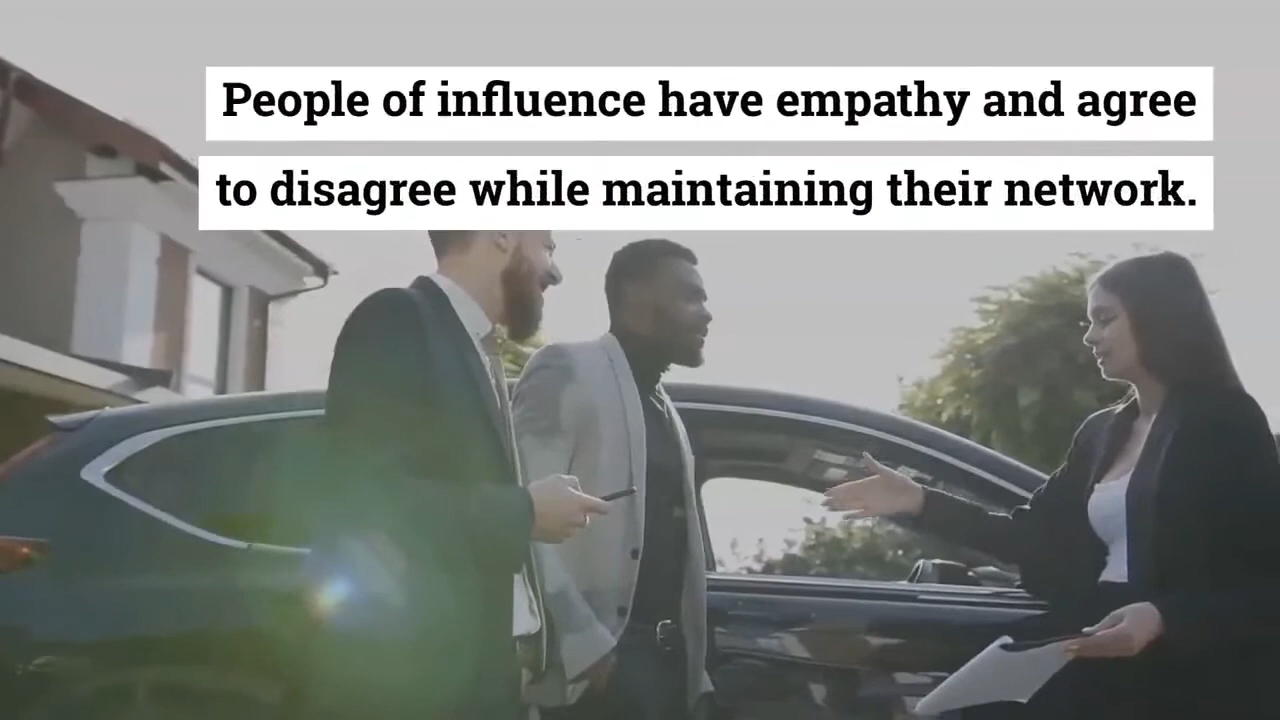 People of influence have empathy and agree
to disagree while maintaining their network.